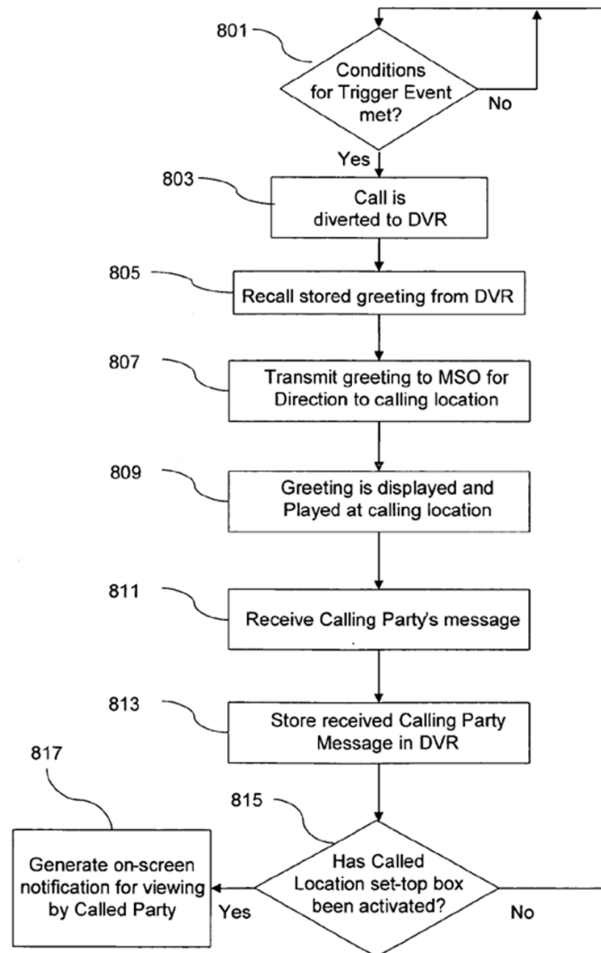 801
Conditions
for Trigger Event
met?
No
Yes
803
Call is
diverted to DVR
805
Recall stored greeting from DVR
807
Transmit greeting to MSO for
Direction to calling location
809
Greeting is displayed and
Played at calling location
811
Receive Calling Party's message
813
Store received Calling Party
Message in DVR
817
815
Has Called
Location set-top box
been activated?
Generate on-screen
notification for viewing
by Called Party
Yes
No